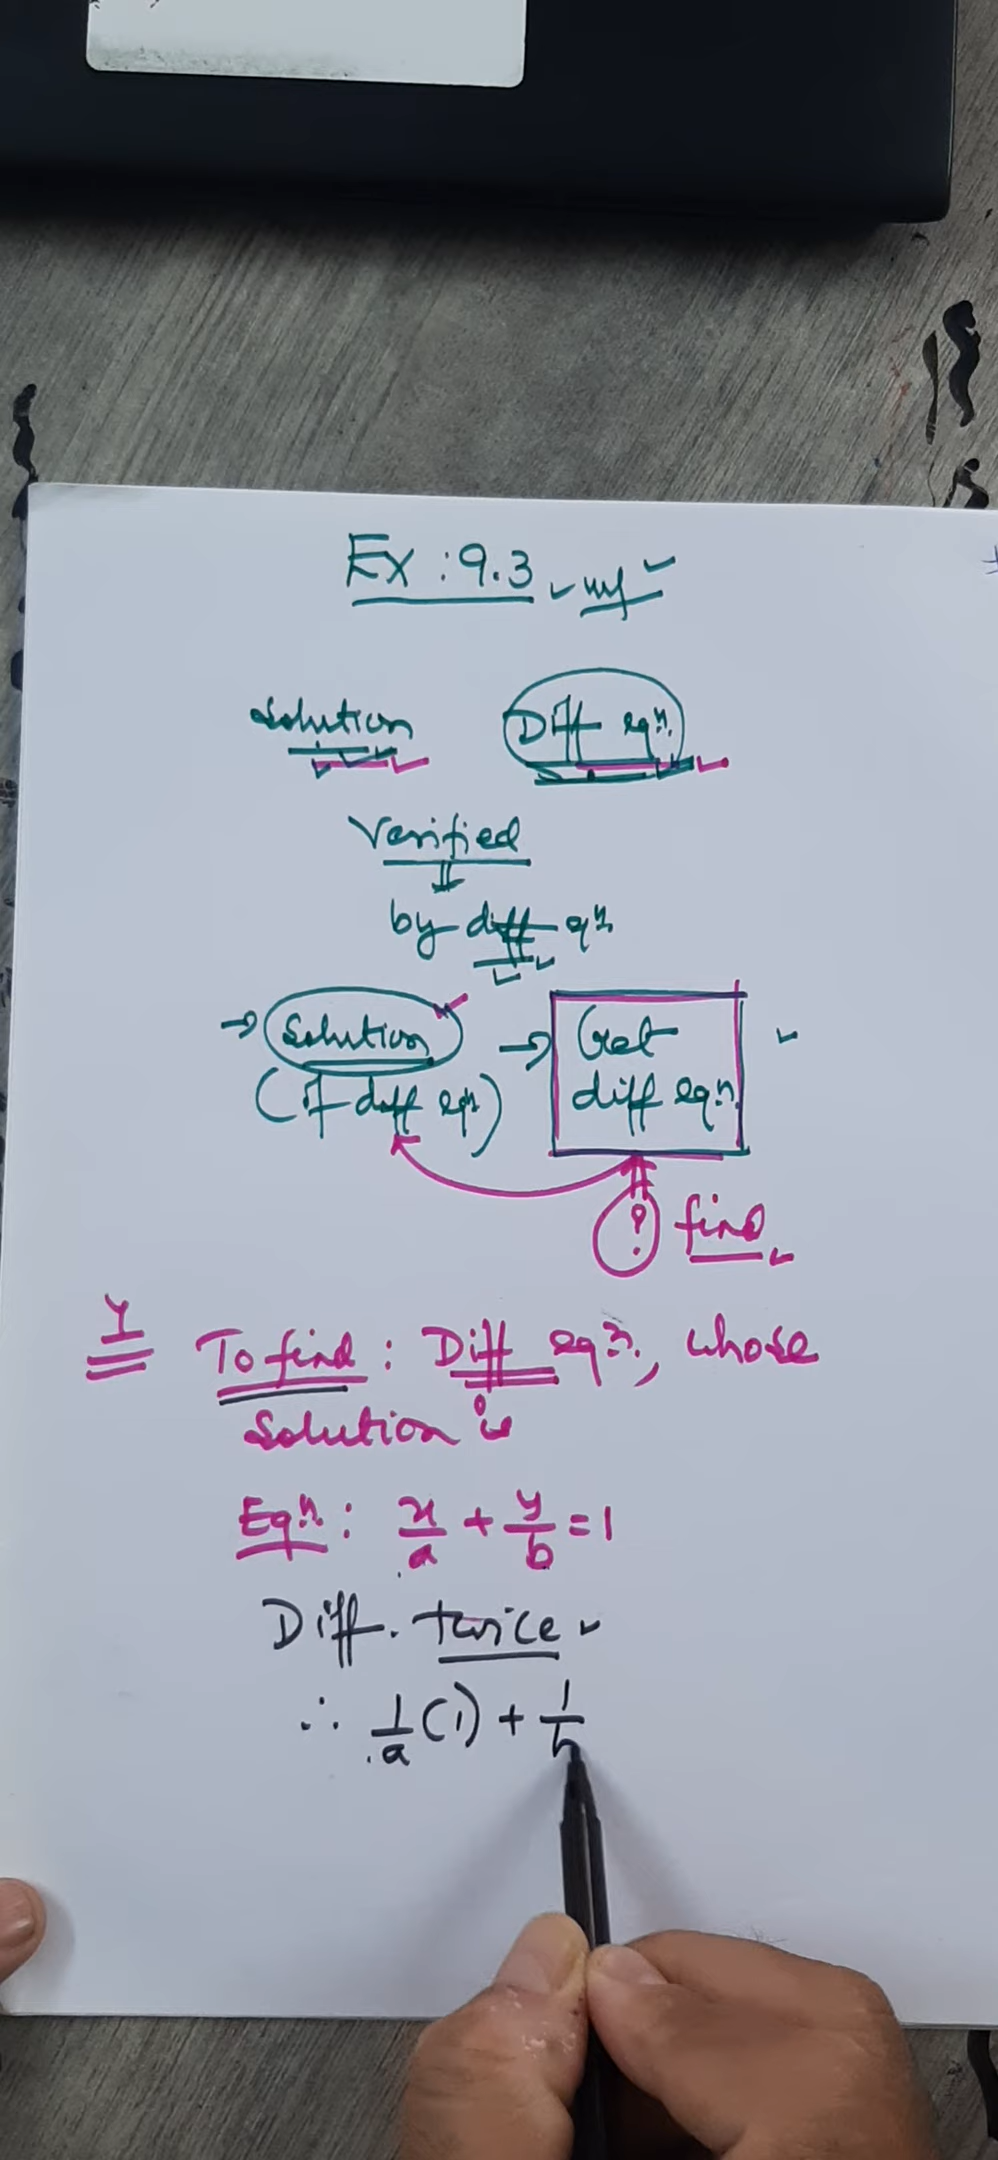 Ex : 9.3
Solution Diff eqn.
Verified
by diff eqn
→ Solution → Get
(of diff eqn) diff eqn.
? find
1 To find : Diff eqn., whose
Solution is
Eqn. : x/a + y/b = 1
Diff. twice
∴ 1/a (1) + 1/b